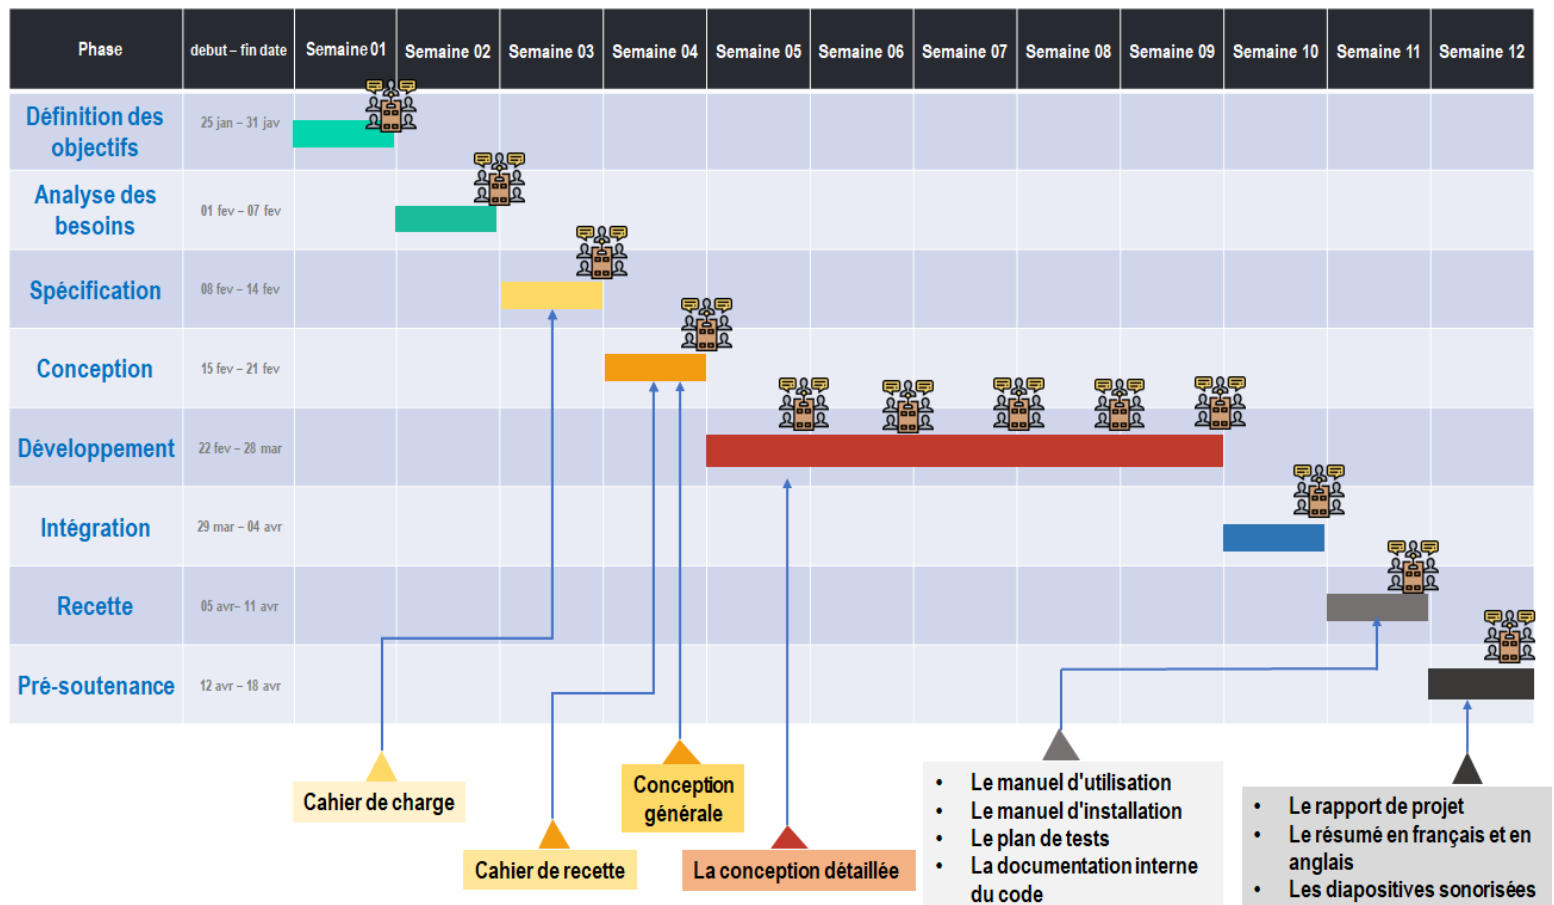 Phase debut – fin date Semaine 01 Semaine 02 Semaine 03 Semaine 04 Semaine 05 Semaine 06 Semaine 07 Semaine 08 Semaine 09 Semaine 10 Semaine 11 Semaine 12
Définition des
objectifs
25 jan – 31 jav
Analyse des
besoins
01 fev – 07 fev
Spécification
08 fev – 14 fev
Conception
15 fev – 21 fev
Développement
22 fev – 28 mar
Intégration
29 mar – 04 avr
Recette
05 avr– 11 avr
Pré-soutenance
12 avr – 18 avr
Cahier de charge
Cahier de recette
Conception
générale
La conception détaillée
• Le manuel d'utilisation
• Le manuel d'installation
• Le plan de tests
• La documentation interne
du code
• Le rapport de projet
• Le résumé en français et en
anglais
• Les diapositives sonorisées